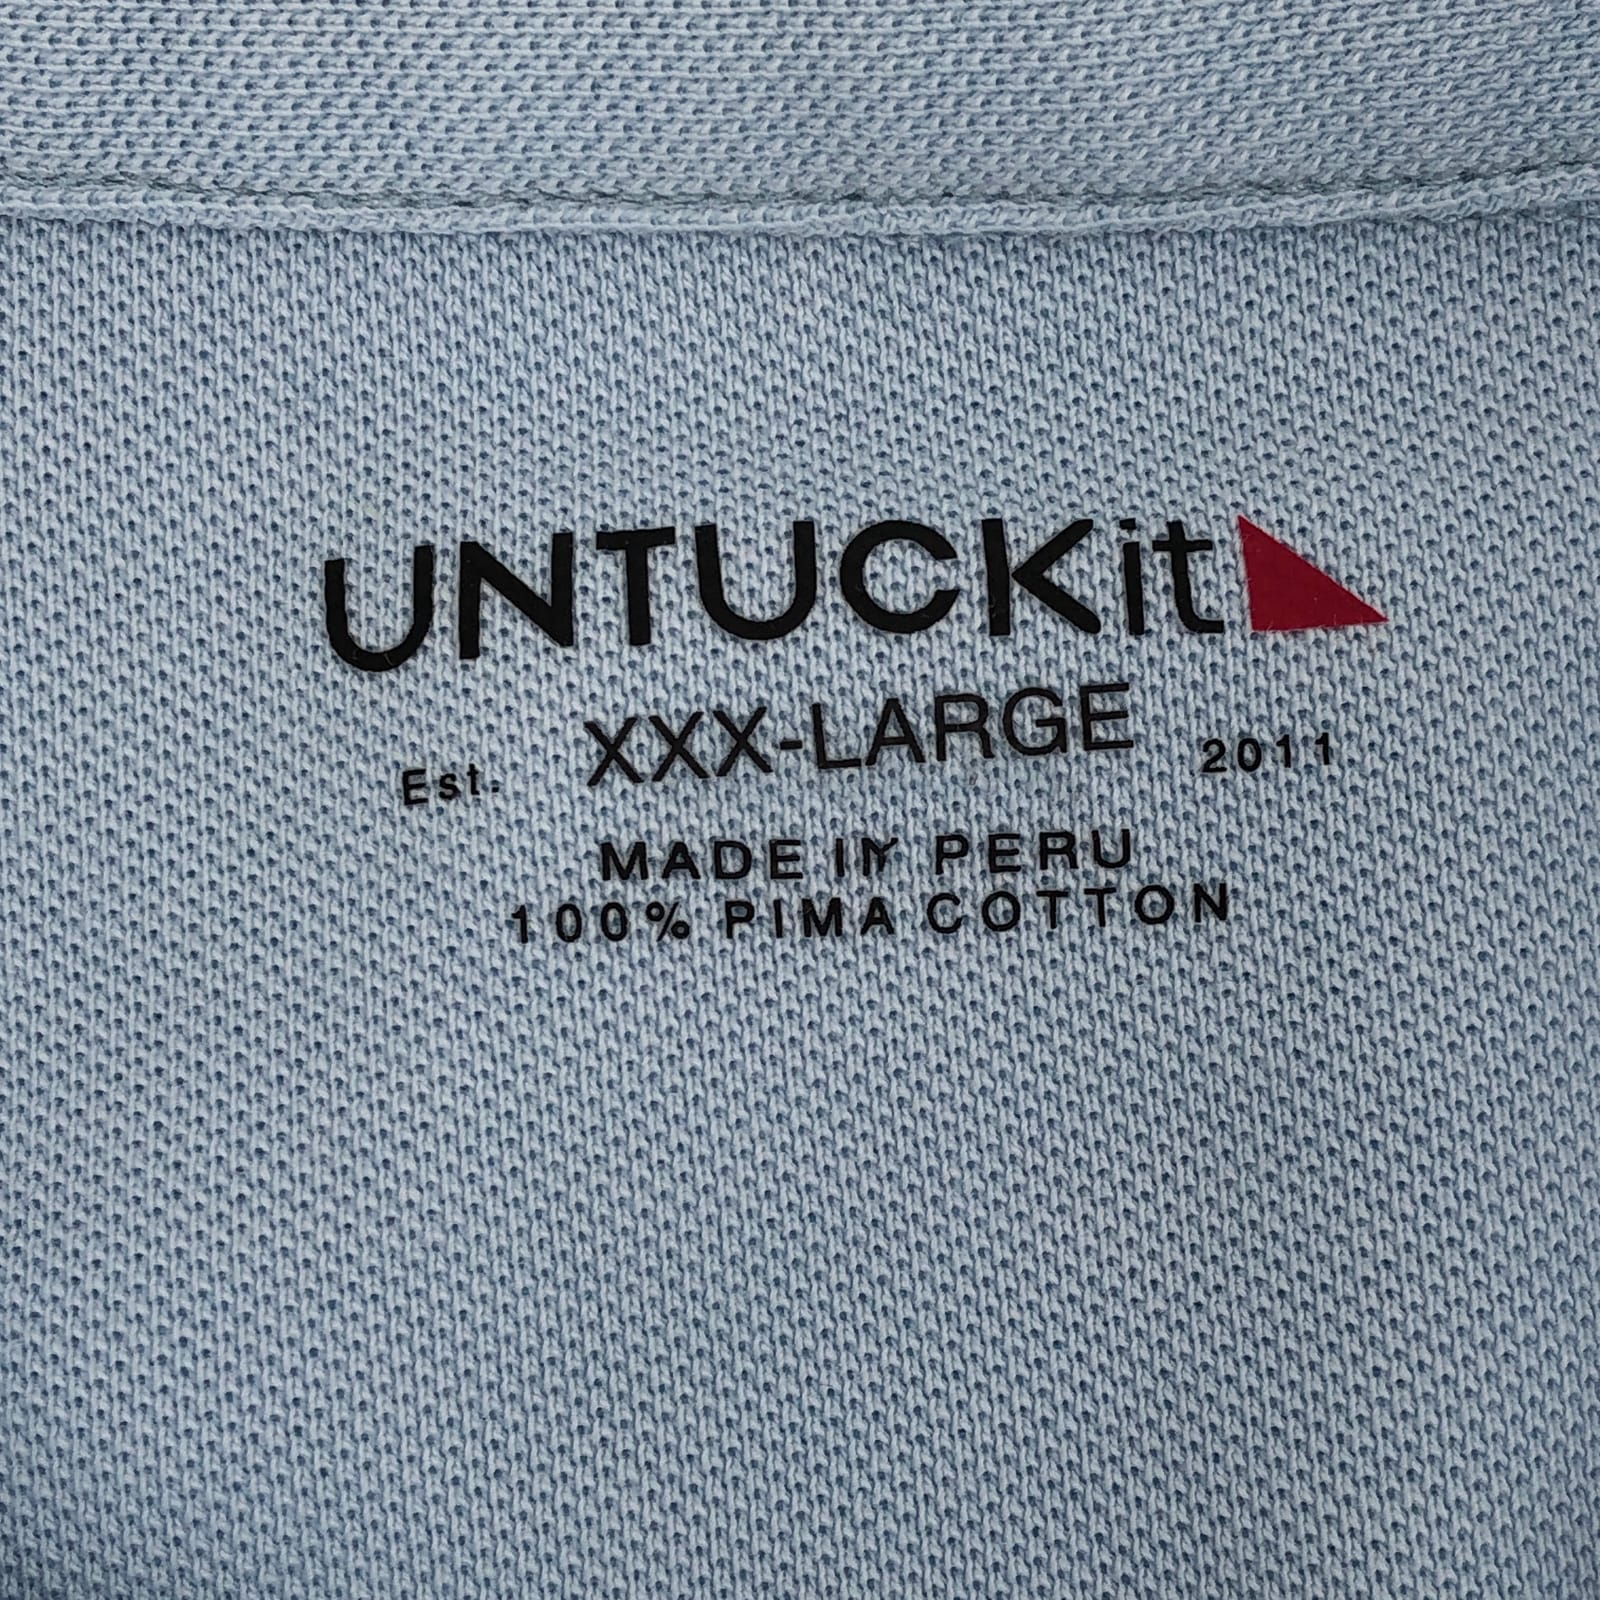 UNTUCKit
XXX-LARGE
Est. 2011
MADE IN PERU
100% PIMA COTTON